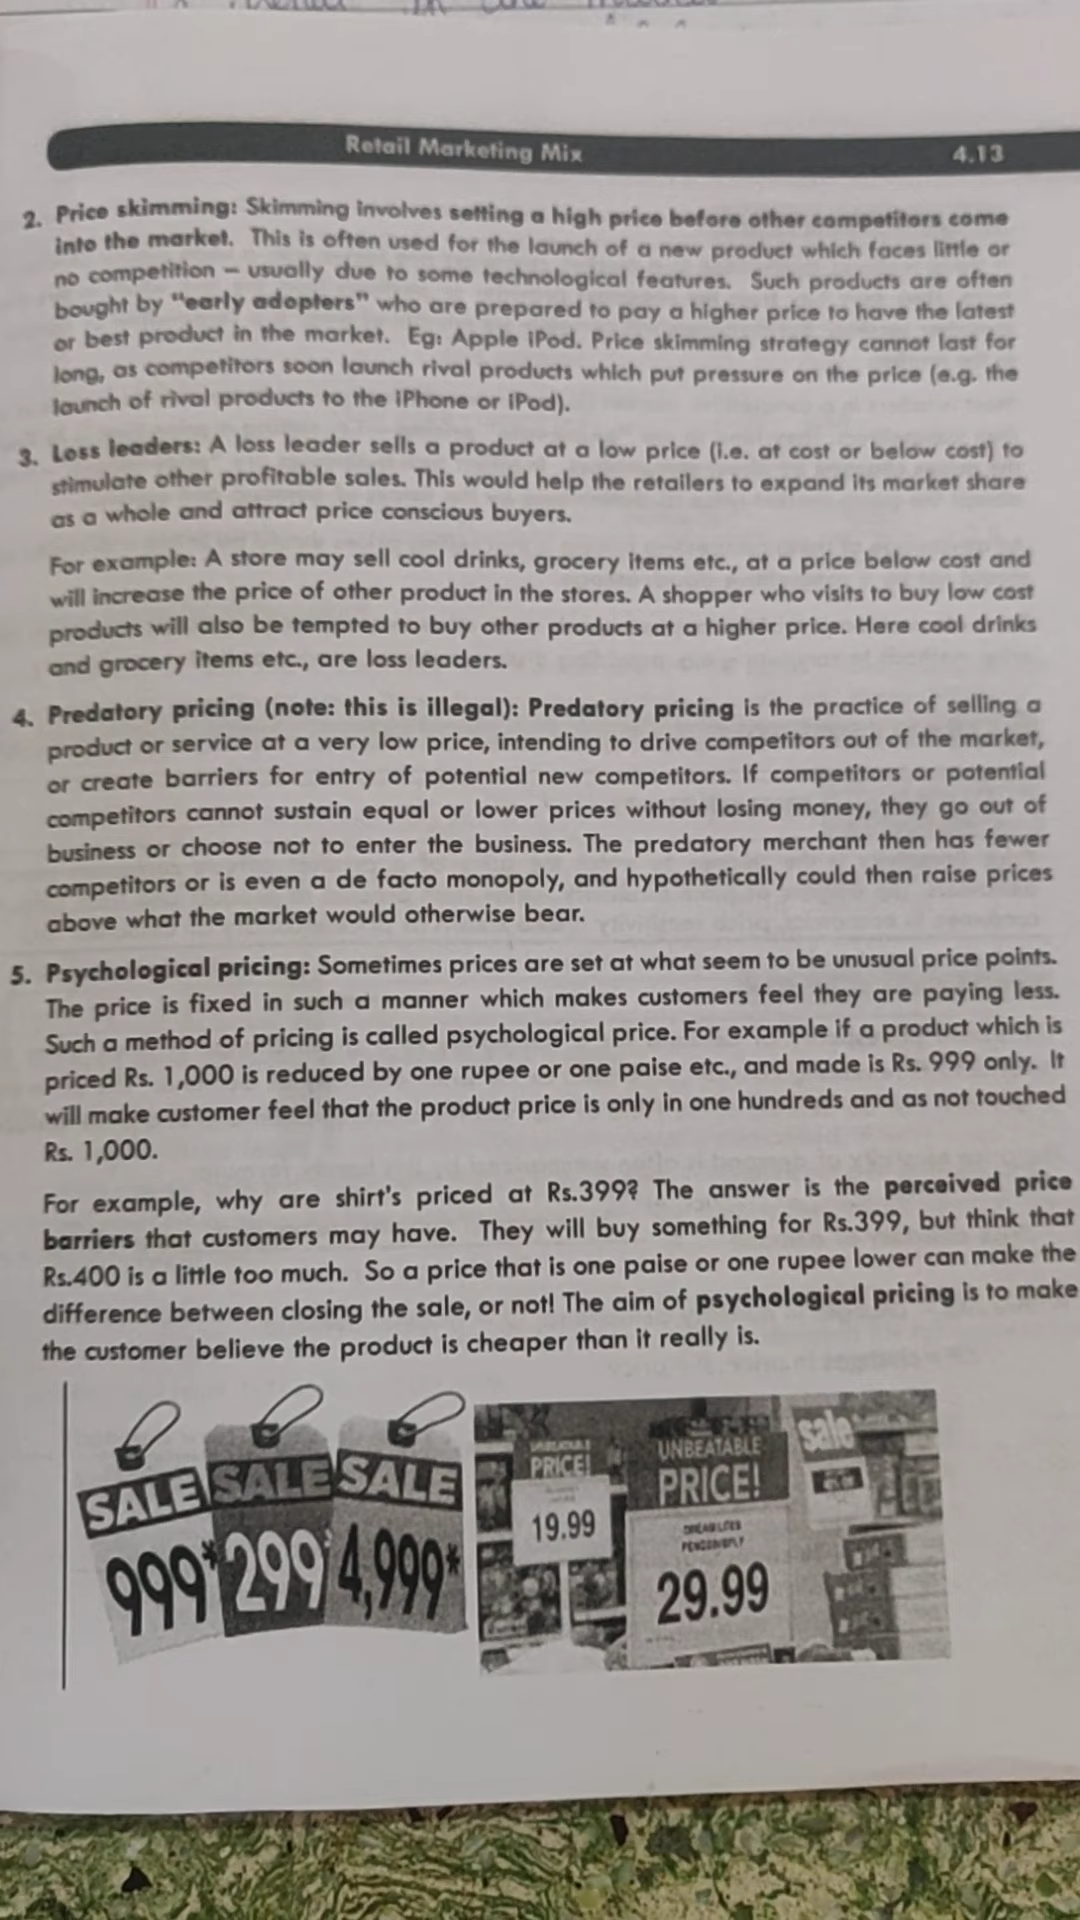 Retail Marketing Mix 4.13
2. Price skimming: Skimming involves setting a high price before other competitors come
into the market. This is often used for the launch of a new product which faces little or
no competition – usually due to some technological features. Such products are often
bought by "early adopters" who are prepared to pay a higher price to have the latest
or best product in the market. Eg: Apple iPod. Price skimming strategy cannot last for
long, as competitors soon launch rival products which put pressure on the price (e.g. the
launch of rival products to the iPhone or iPod).
3. Loss leaders: A loss leader sells a product at a low price (i.e. at cost or below cost) to
stimulate other profitable sales. This would help the retailers to expand its market share
as a whole and attract price conscious buyers.
For example: A store may sell cool drinks, grocery items etc., at a price below cost and
will increase the price of other product in the stores. A shopper who visits to buy low cost
products will also be tempted to buy other products at a higher price. Here cool drinks
and grocery items etc., are loss leaders.
4. Predatory pricing (note: this is illegal): Predatory pricing is the practice of selling a
product or service at a very low price, intending to drive competitors out of the market,
or create barriers for entry of potential new competitors. If competitors or potential
competitors cannot sustain equal or lower prices without losing money, they go out of
business or choose not to enter the business. The predatory merchant then has fewer
competitors or is even a de facto monopoly, and hypothetically could then raise prices
above what the market would otherwise bear.
5. Psychological pricing: Sometimes prices are set at what seem to be unusual price points.
The price is fixed in such a manner which makes customers feel they are paying less.
Such a method of pricing is called psychological price. For example if a product which is
priced Rs. 1,000 is reduced by one rupee or one paise etc., and made is Rs. 999 only. It
will make customer feel that the product price is only in one hundreds and as not touched
Rs. 1,000.
For example, why are shirt's priced at Rs.399? The answer is the perceived price
barriers that customers may have. They will buy something for Rs.399, but think that
Rs.400 is a little too much. So a price that is one paise or one rupee lower can make the
difference between closing the sale, or not! The aim of psychological pricing is to make
the customer believe the product is cheaper than it really is.
SALE SALE SALE
999* 299 4,999*
PRICE!
19.99
UNBEATABLE
PRICE!
29.99
sale